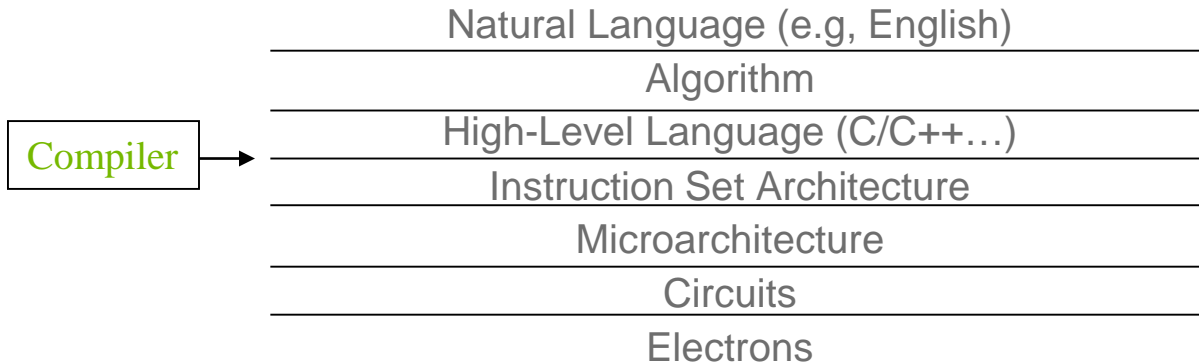 Natural Language (e.g, English)
Algorithm
High-Level Language (C/C++…)
Compiler
Instruction Set Architecture
Microarchitecture
Circuits
Electrons